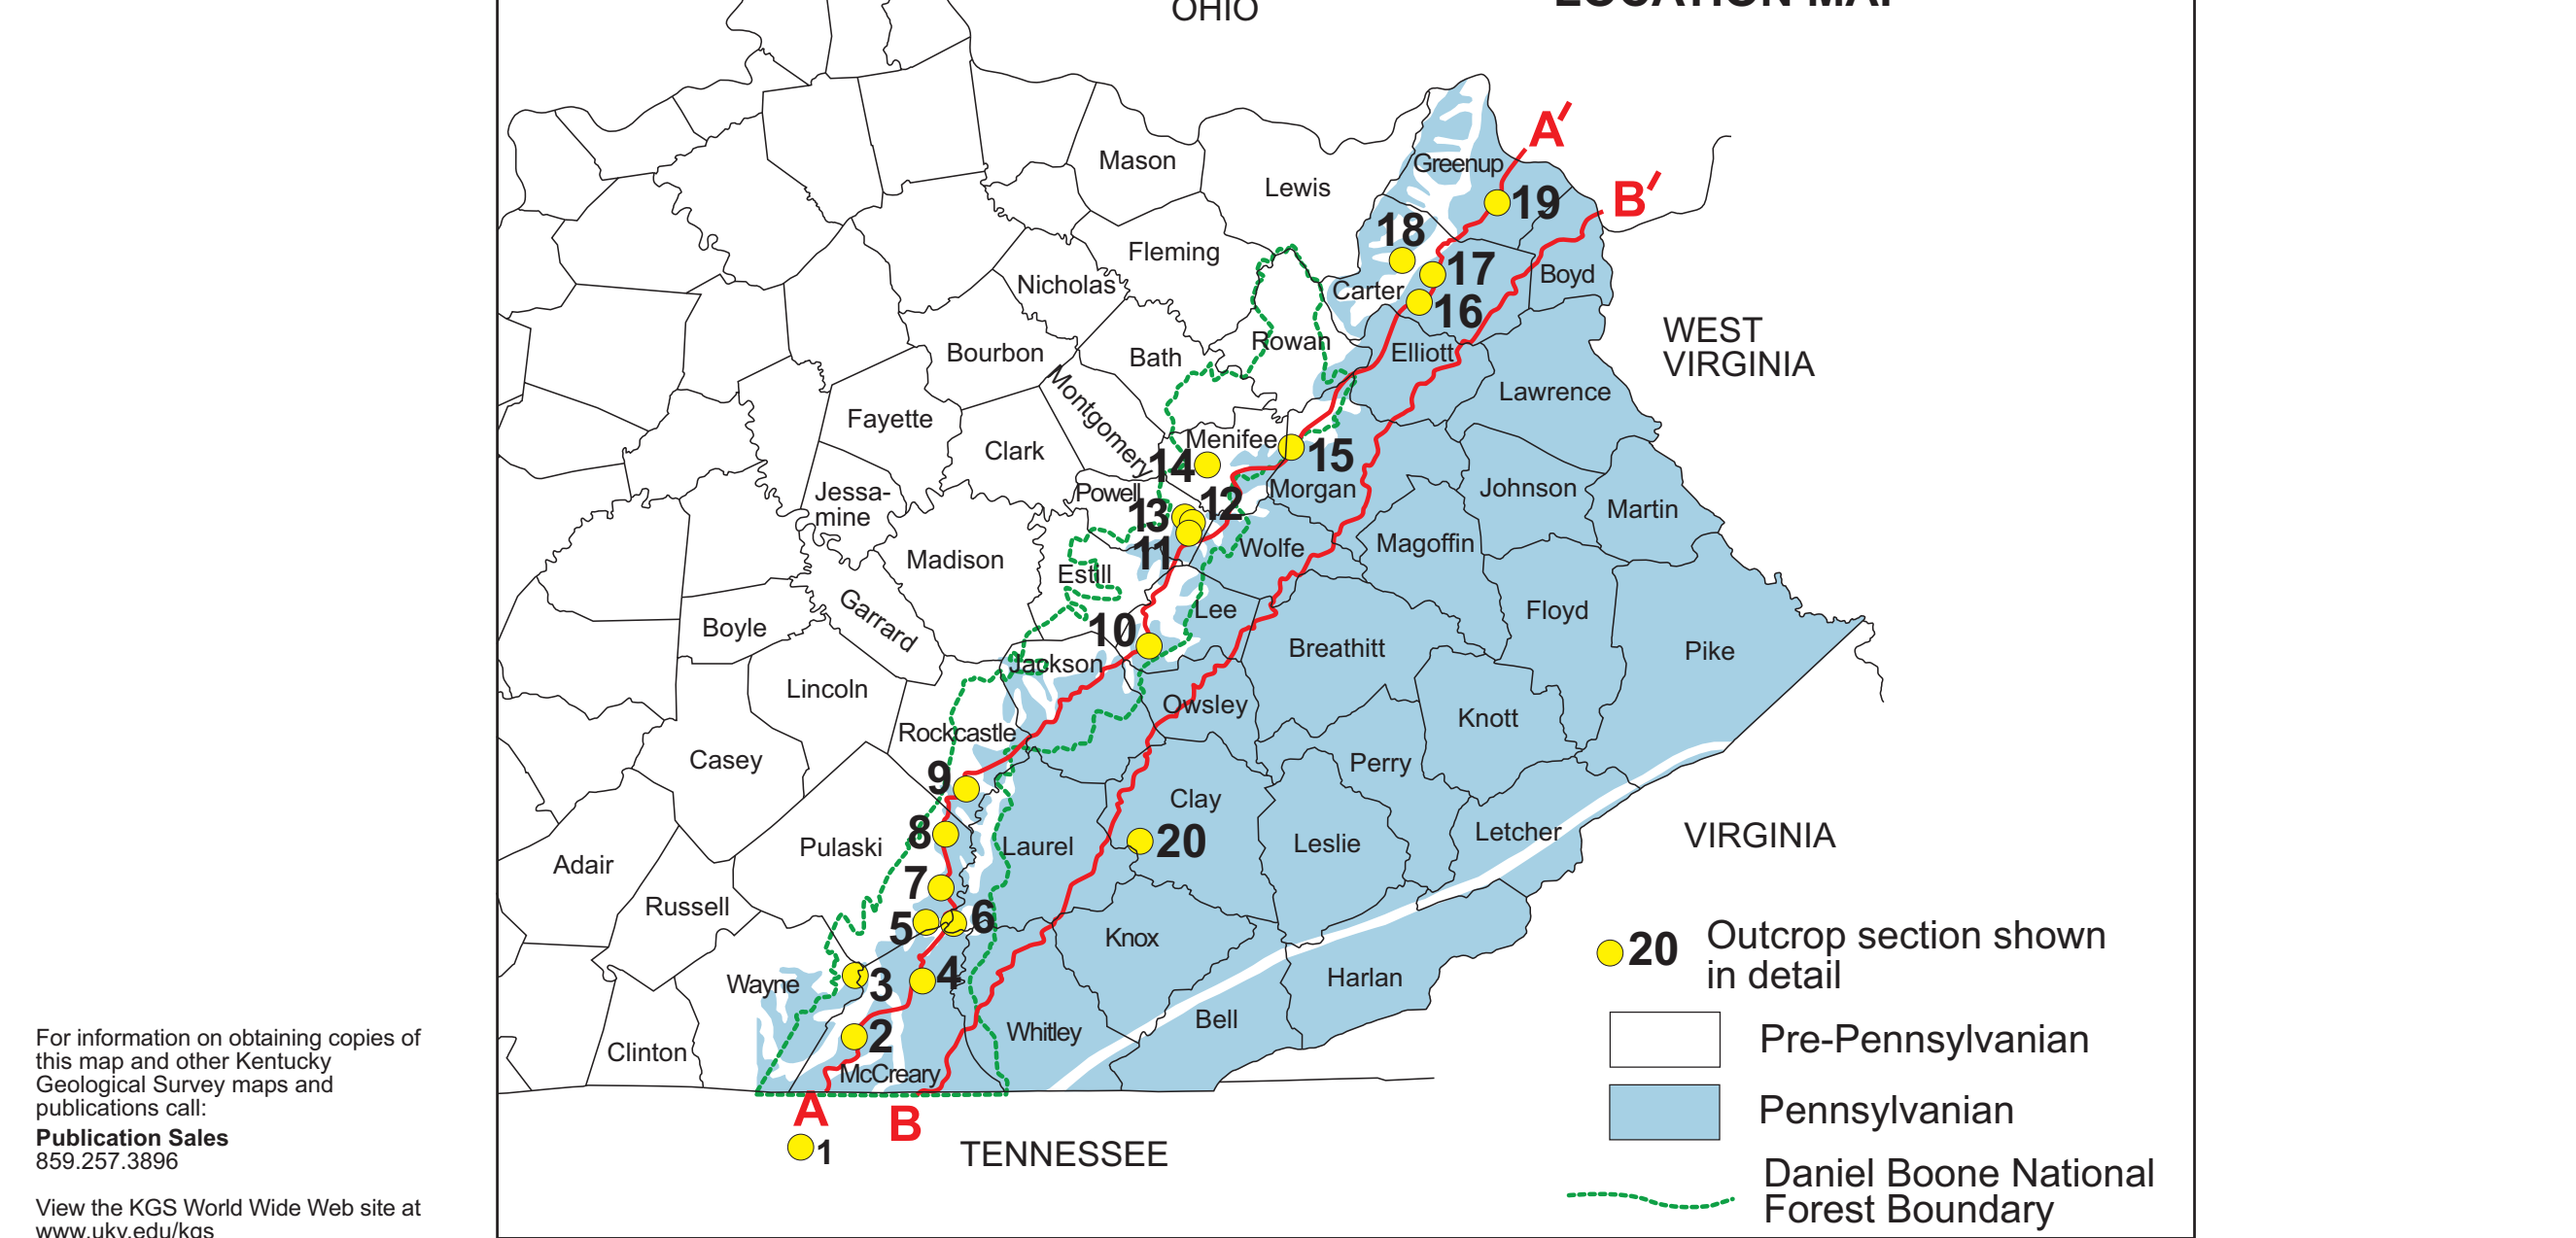 OHIO
LOCATION MAP
A′
Mason
Greenup
Lewis
B′
19
18
Fleming
17
Boyd
Nicholas
Carter
16
WEST
VIRGINIA
Rowan
Bourbon
Bath
Elliott
Lawrence
Montgomery
Fayette
Menifee
Clark
15
14
Powell
Morgan
Johnson
Jessa-
mine
12
13
Martin
11
Wolfe
Magoffin
Madison
Estill
Garrard
Lee
Floyd
Boyle
10
Breathitt
Pike
Jackson
Lincoln
Owsley
Knott
Rockcastle
Casey
Perry
9
Clay
8
Letcher
VIRGINIA
Pulaski
Laurel
20
Leslie
Adair
7
Russell
5
6
Knox
20 Outcrop section shown
in detail
Wayne
3
4
Harlan
Bell
2
Whitley
Pre-Pennsylvanian
Clinton
McCreary
A
B
Pennsylvanian
1
TENNESSEE
Daniel Boone National
Forest Boundary
For information on obtaining copies of
this map and other Kentucky
Geological Survey maps and
publications call:
Publication Sales
859.257.3896
View the KGS World Wide Web site at
www.uky.edu/kgs